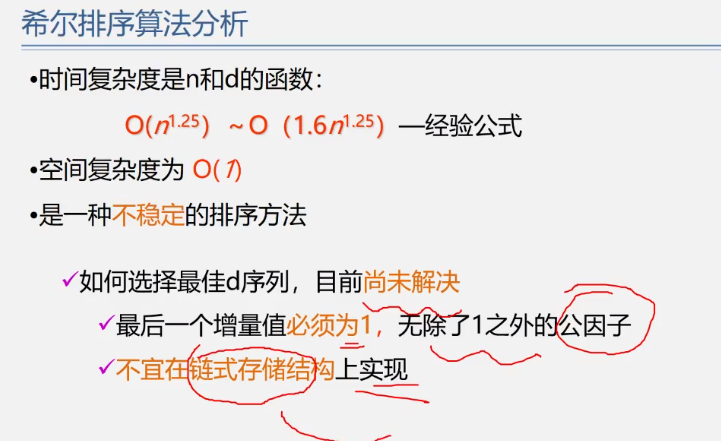 希尔排序算法分析
•时间复杂度是n和d的函数：
O(n^1.25) ~O (1.6n^1.25) —经验公式
•空间复杂度为 O(1)
•是一种不稳定的排序方法
✓如何选择最佳d序列，目前尚未解决
✓最后一个增量值必须为1，无除了1之外的公因子
✓不宜在链式存储结构上实现